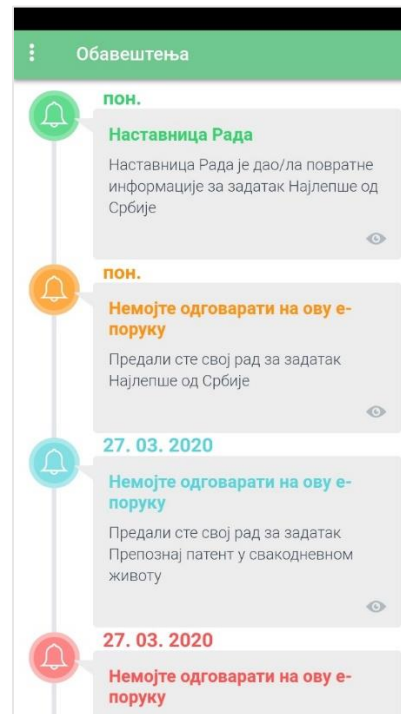 Обавештења
пон.
Наставница Рада
Наставница Рада је дао/ла повратне
информације за задатак Најлепше од
Србије
пон.
Немојте одговарати на ову е-
поруку
Предали сте свој рад за задатак
Најлепше од Србије
27. 03. 2020
Немојте одговарати на ову е-
поруку
Предали сте свој рад за задатак
Препознај патент у свакодневном
животу
27. 03. 2020
Немојте одговарати на ову е-
поруку